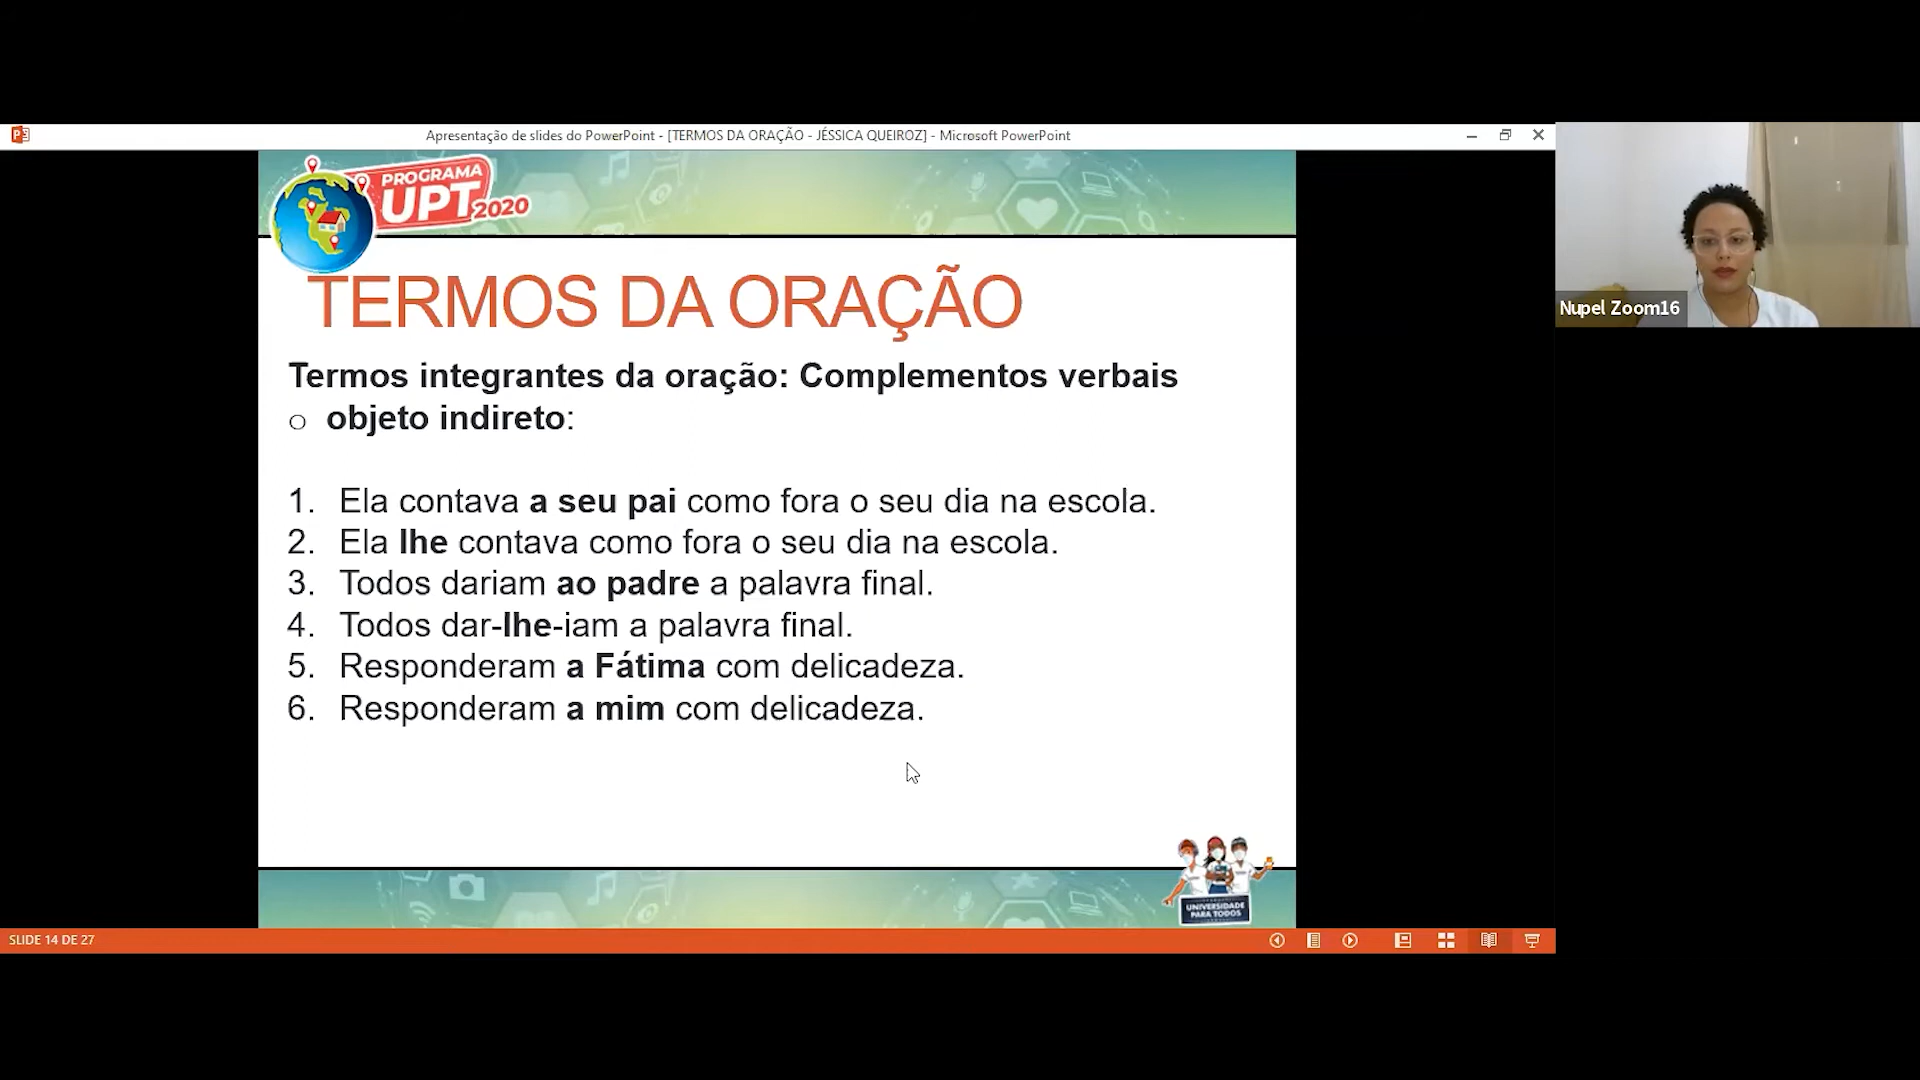 Apresentação de slides do PowerPoint - [TERMOS DA ORAÇÃO - JÉSSICA QUEIROZ] - Microsoft PowerPoint
PROGRAMA
UPT 2020
TERMOS DA ORAÇÃO
Nupel Zoom16
Termos integrantes da oração: Complementos verbais
o objeto indireto:
1. Ela contava a seu pai como fora o seu dia na escola.
2. Ela lhe contava como fora o seu dia na escola.
3. Todos dariam ao padre a palavra final.
4. Todos dar-lhe-iam a palavra final.
5. Responderam a Fátima com delicadeza.
6. Responderam a mim com delicadeza.
UNIVERSIDADE
PARA TODOS
SLIDE 14 DE 27